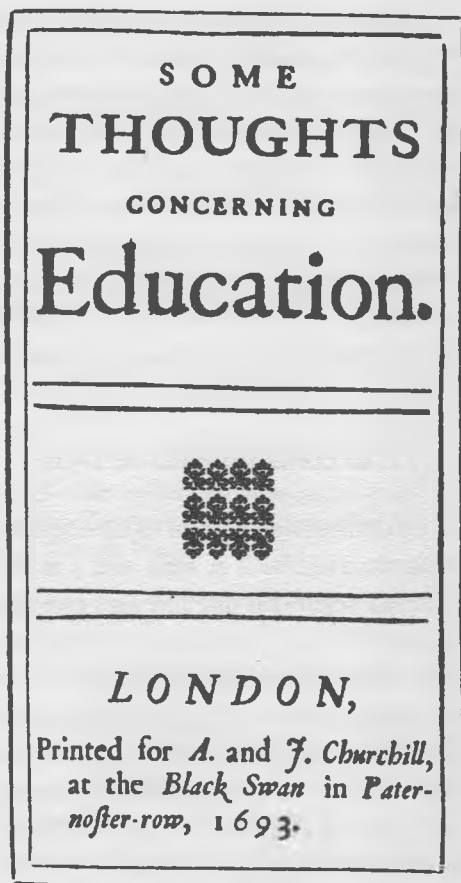 SOME
THOUGHTS
CONCERNING
Education.
LONDON,
Printed for A. and J. Churchill,
at the Black Swan in Pater-
noſter-row, 1693.